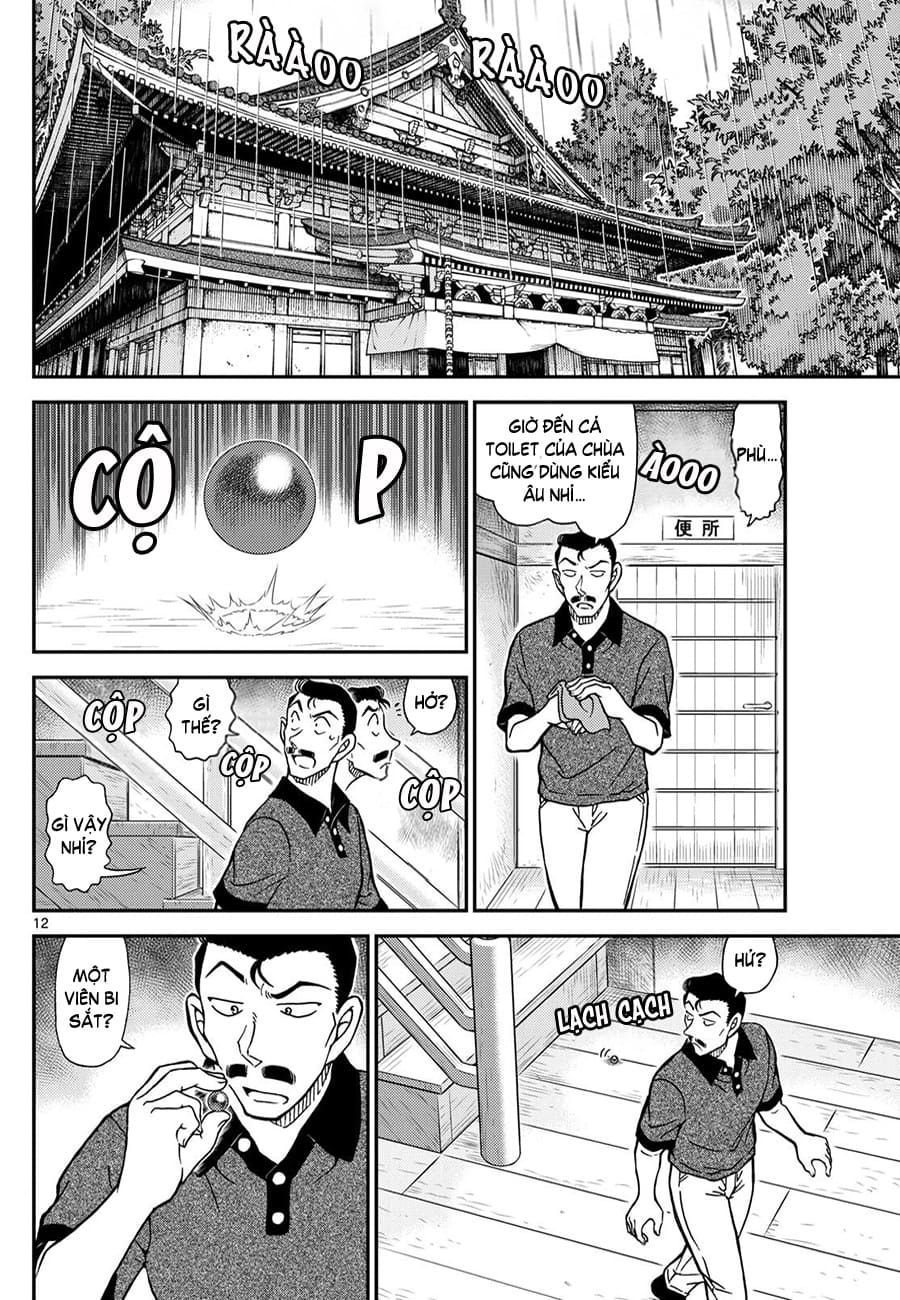 RÀÀOO
RÀÀOO
CỘ P
PHÙ...
ÀOOO
GIỜ ĐẾN CẢ
TOILET CỦA CHÙA
CŨNG DÙNG KIỂU
ÂU NHỈ...
便所
HỞ?
CỘP
GÌ
THẾ?
CỘP
CỘP
GÌ VẬY
NHỈ?
12
MỘT
VIÊN BI
SẮT?
HỬ?
LẠCH CẠCH